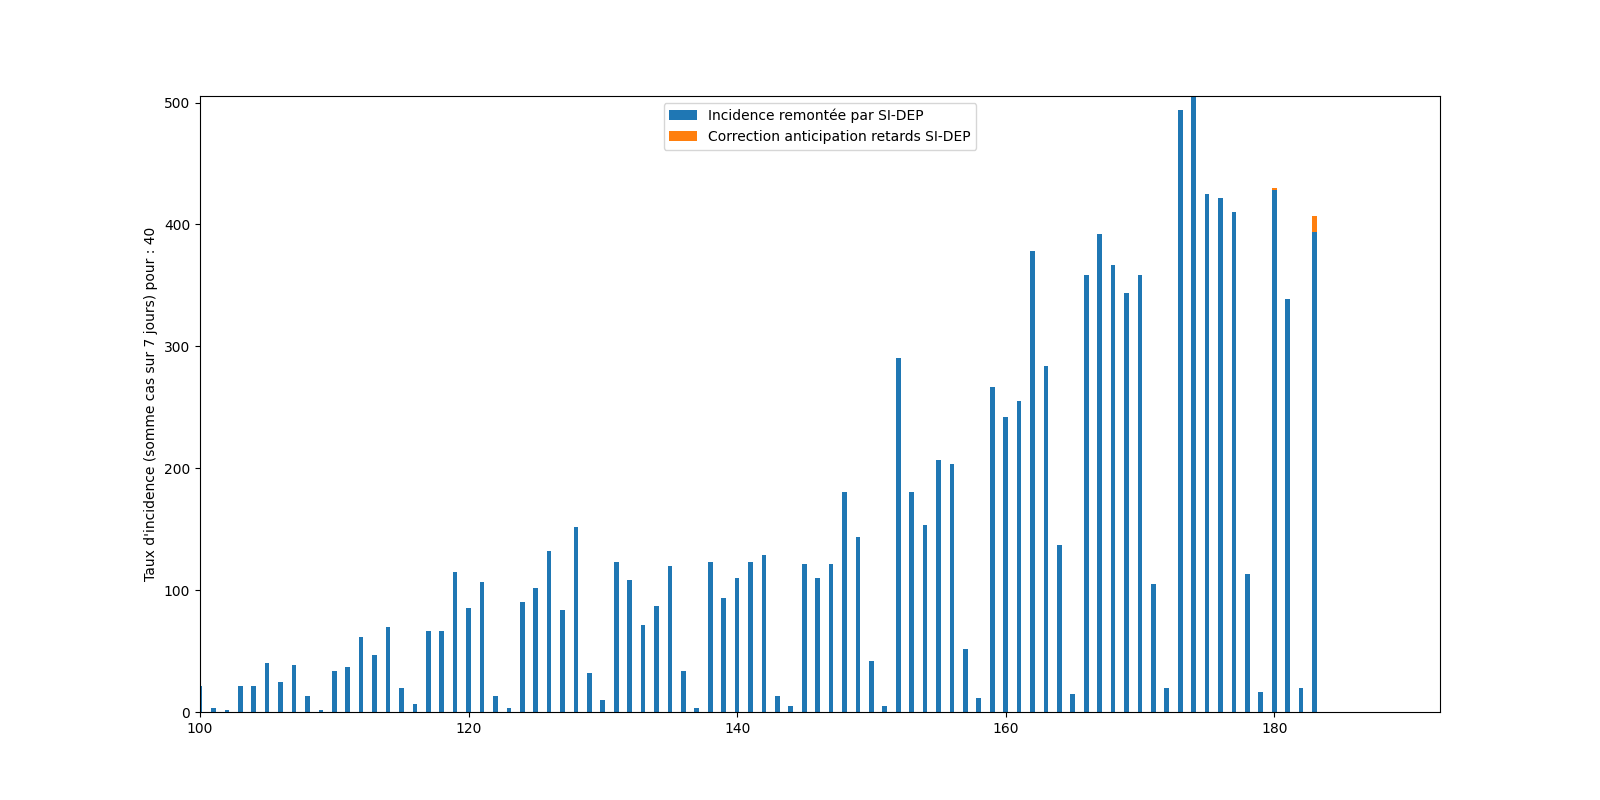 Incidence remontée par SI-DEP
Correction anticipation retards SI-DEP
Taux d'incidence (somme cas sur 7 jours) pour : 40
500
400
300
200
100
0
100 120 140 160 180